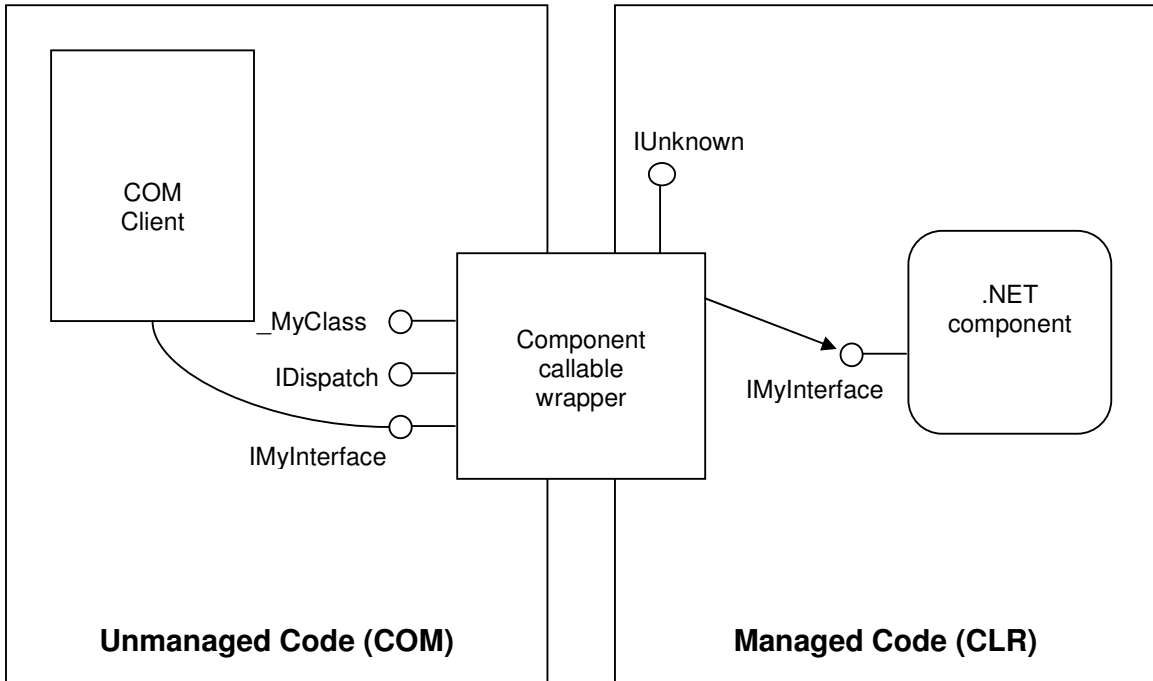 COM
Client
_MyClass
IDispatch
IMyInterface
Component
callable
wrapper
IUnknown
IMyInterface
.NET
component
Unmanaged Code (COM)
Managed Code (CLR)